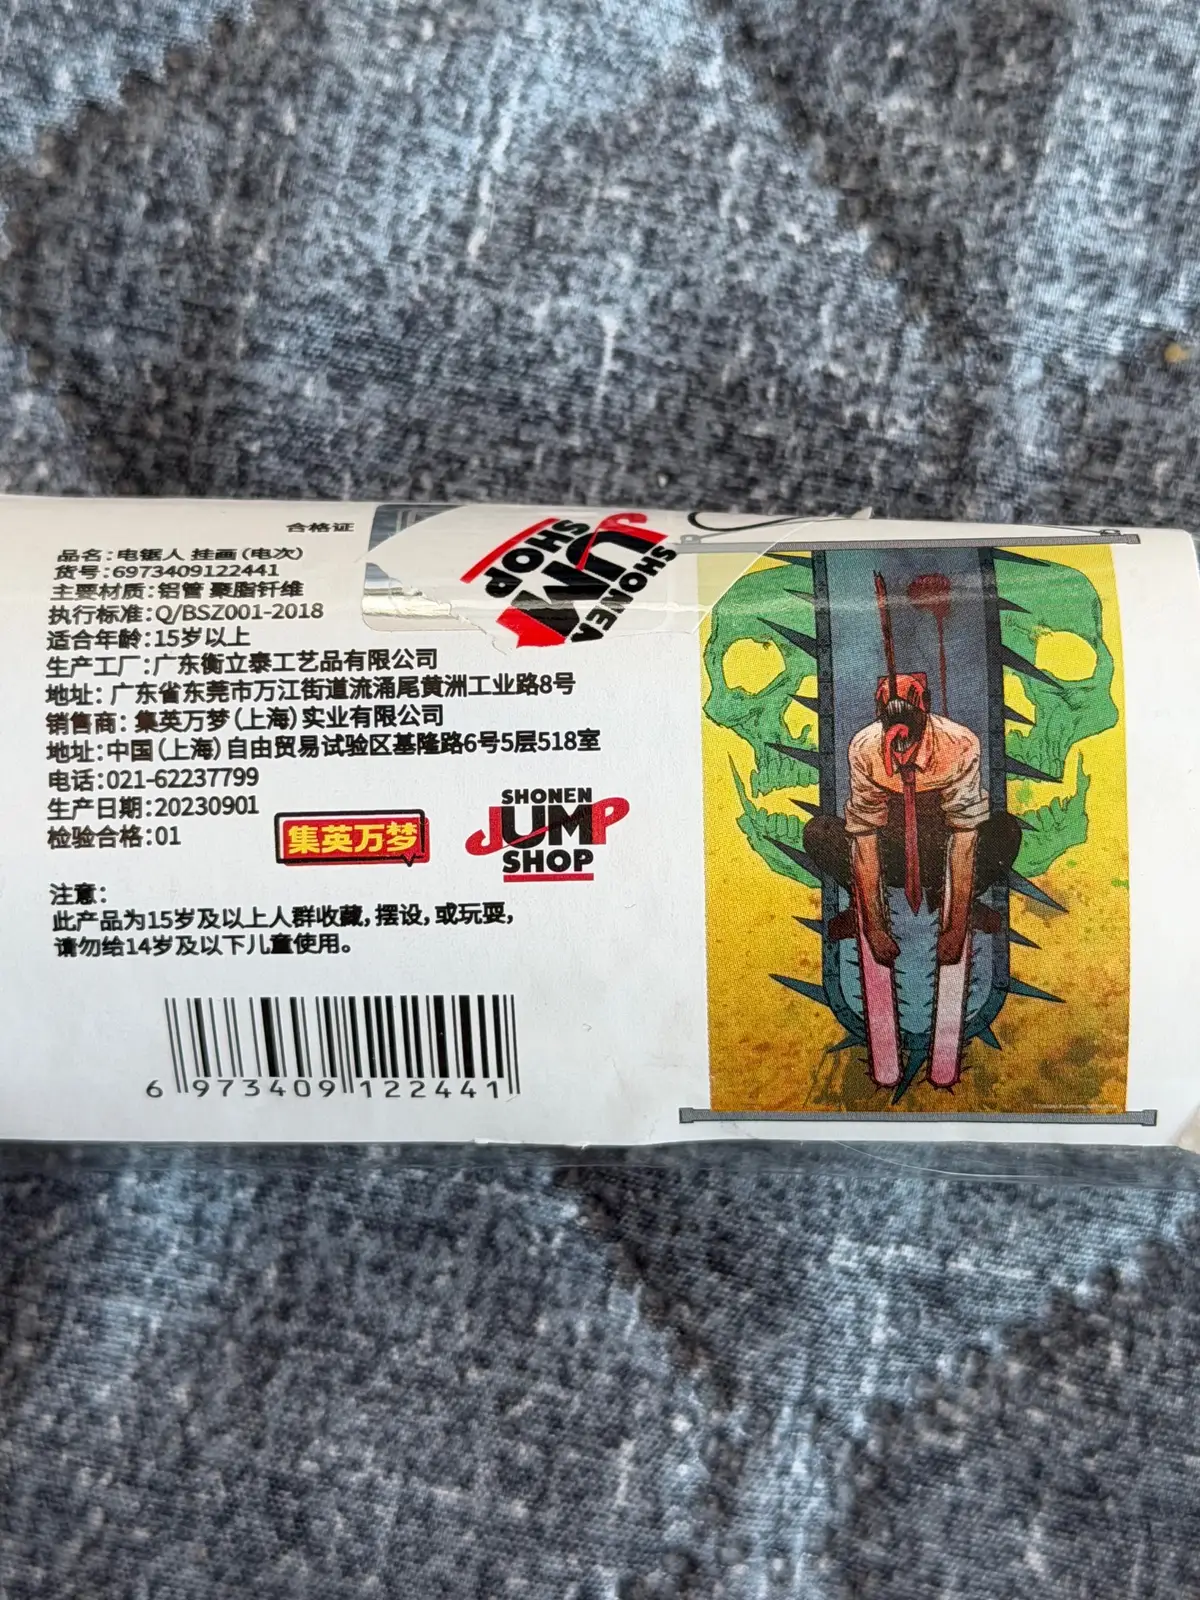 合格证
品名:电锯人 挂画(电次)
货号:6973409122441
主要材质:铝管 聚脂钎维
执行标准:Q/BSZ001-2018
适合年龄:15岁以上
生产工厂:广东衡立泰工艺品有限公司
地址: 广东省东莞市万江街道流涌尾黄洲工业路8号
销售商: 集英万梦(上海)实业有限公司
地址:中国(上海)自由贸易试验区基隆路6号5层518室
电话:021-62237799
生产日期:20230901
检验合格:01
集英万梦
SHONEN
JUMP
SHOP
注意:
此产品为15岁及以上人群收藏,摆设,或玩耍,
请勿给14岁及以下儿童使用。
6 973409 122441
SHONEN
JUMP
SHOP